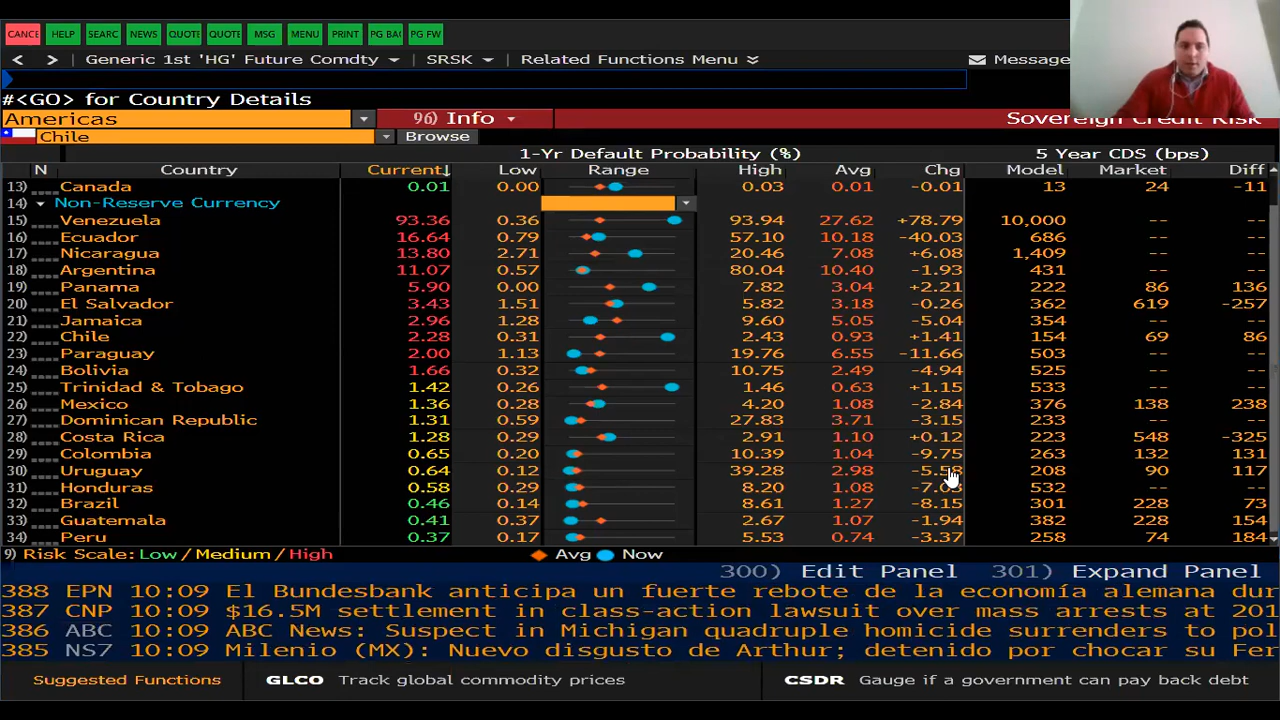 CANCE HELP SEARC NEWS QUOTE QUOTE MSG MENU PRINT PG BAC PG FW
< > Generic 1st 'HG' Future Comdty SRSK Related Functions Menu Message
#<GO> for Country Details
Americas 96) Info Sovereign Credit Risk
Chile Browse
1-Yr Default Probability (%) 5 Year CDS (bps)
N Country Current↓ Low Range High Avg Chg Model Market Diff
13) Canada 0.01 0.00 0.03 0.01 -0.01 13 24 -11
14) Non-Reserve Currency
15) Venezuela 93.36 0.36 93.94 27.62 +78.79 10,000 -- --
16) Ecuador 16.64 0.79 57.10 10.18 -40.03 686 -- --
17) Nicaragua 13.80 2.71 20.46 7.08 +6.08 1,409 -- --
18) Argentina 11.07 0.57 80.04 10.40 -1.93 431 -- --
19) Panama 5.90 0.00 7.82 3.04 +2.21 222 86 136
20) El Salvador 3.43 1.51 5.82 3.18 -0.26 362 619 -257
21) Jamaica 2.96 1.28 9.60 5.05 -5.04 354 -- --
22) Chile 2.28 0.31 2.43 0.93 +1.41 154 69 86
23) Paraguay 2.00 1.13 19.76 6.55 -11.66 503 -- --
24) Bolivia 1.66 0.32 10.75 2.49 -4.94 525 -- --
25) Trinidad & Tobago 1.42 0.26 1.46 0.63 +1.15 533 -- --
26) Mexico 1.36 0.28 4.20 1.08 -2.84 376 138 238
27) Dominican Republic 1.31 0.59 27.83 3.71 -3.15 233 -- --
28) Costa Rica 1.28 0.29 2.91 1.10 +0.12 223 548 -325
29) Colombia 0.65 0.20 10.39 1.04 -9.75 263 132 131
30) Uruguay 0.64 0.12 39.28 2.98 208 90 117
31) Honduras 0.58 0.29 8.20 1.08 532 -- --
32) Brazil 0.46 0.14 8.61 1.27 -8.15 301 228 73
33) Guatemala 0.41 0.37 2.67 1.07 -1.94 382 228 154
34) Peru 0.37 0.17 5.53 0.74 -3.37 258 74 184
9) Risk Scale: Low / Medium / High Avg Now
300) Edit Panel 301) Expand Panel
388 EPN 10:09 El Bundesbank anticipa un fuerte rebote de la economía alemana dur
387 CNP 10:09 $16.5M settlement in class-action lawsuit over mass arrests at 201
386 ABC 10:09 ABC News: Suspect in Michigan quadruple homicide surrenders to pol
385 NS7 10:09 Milenio (MX): Nuevo disgusto de Arthur; detenido por chocar su Fer
Suggested Functions GLCO Track global commodity prices CSDR Gauge if a government can pay back debt